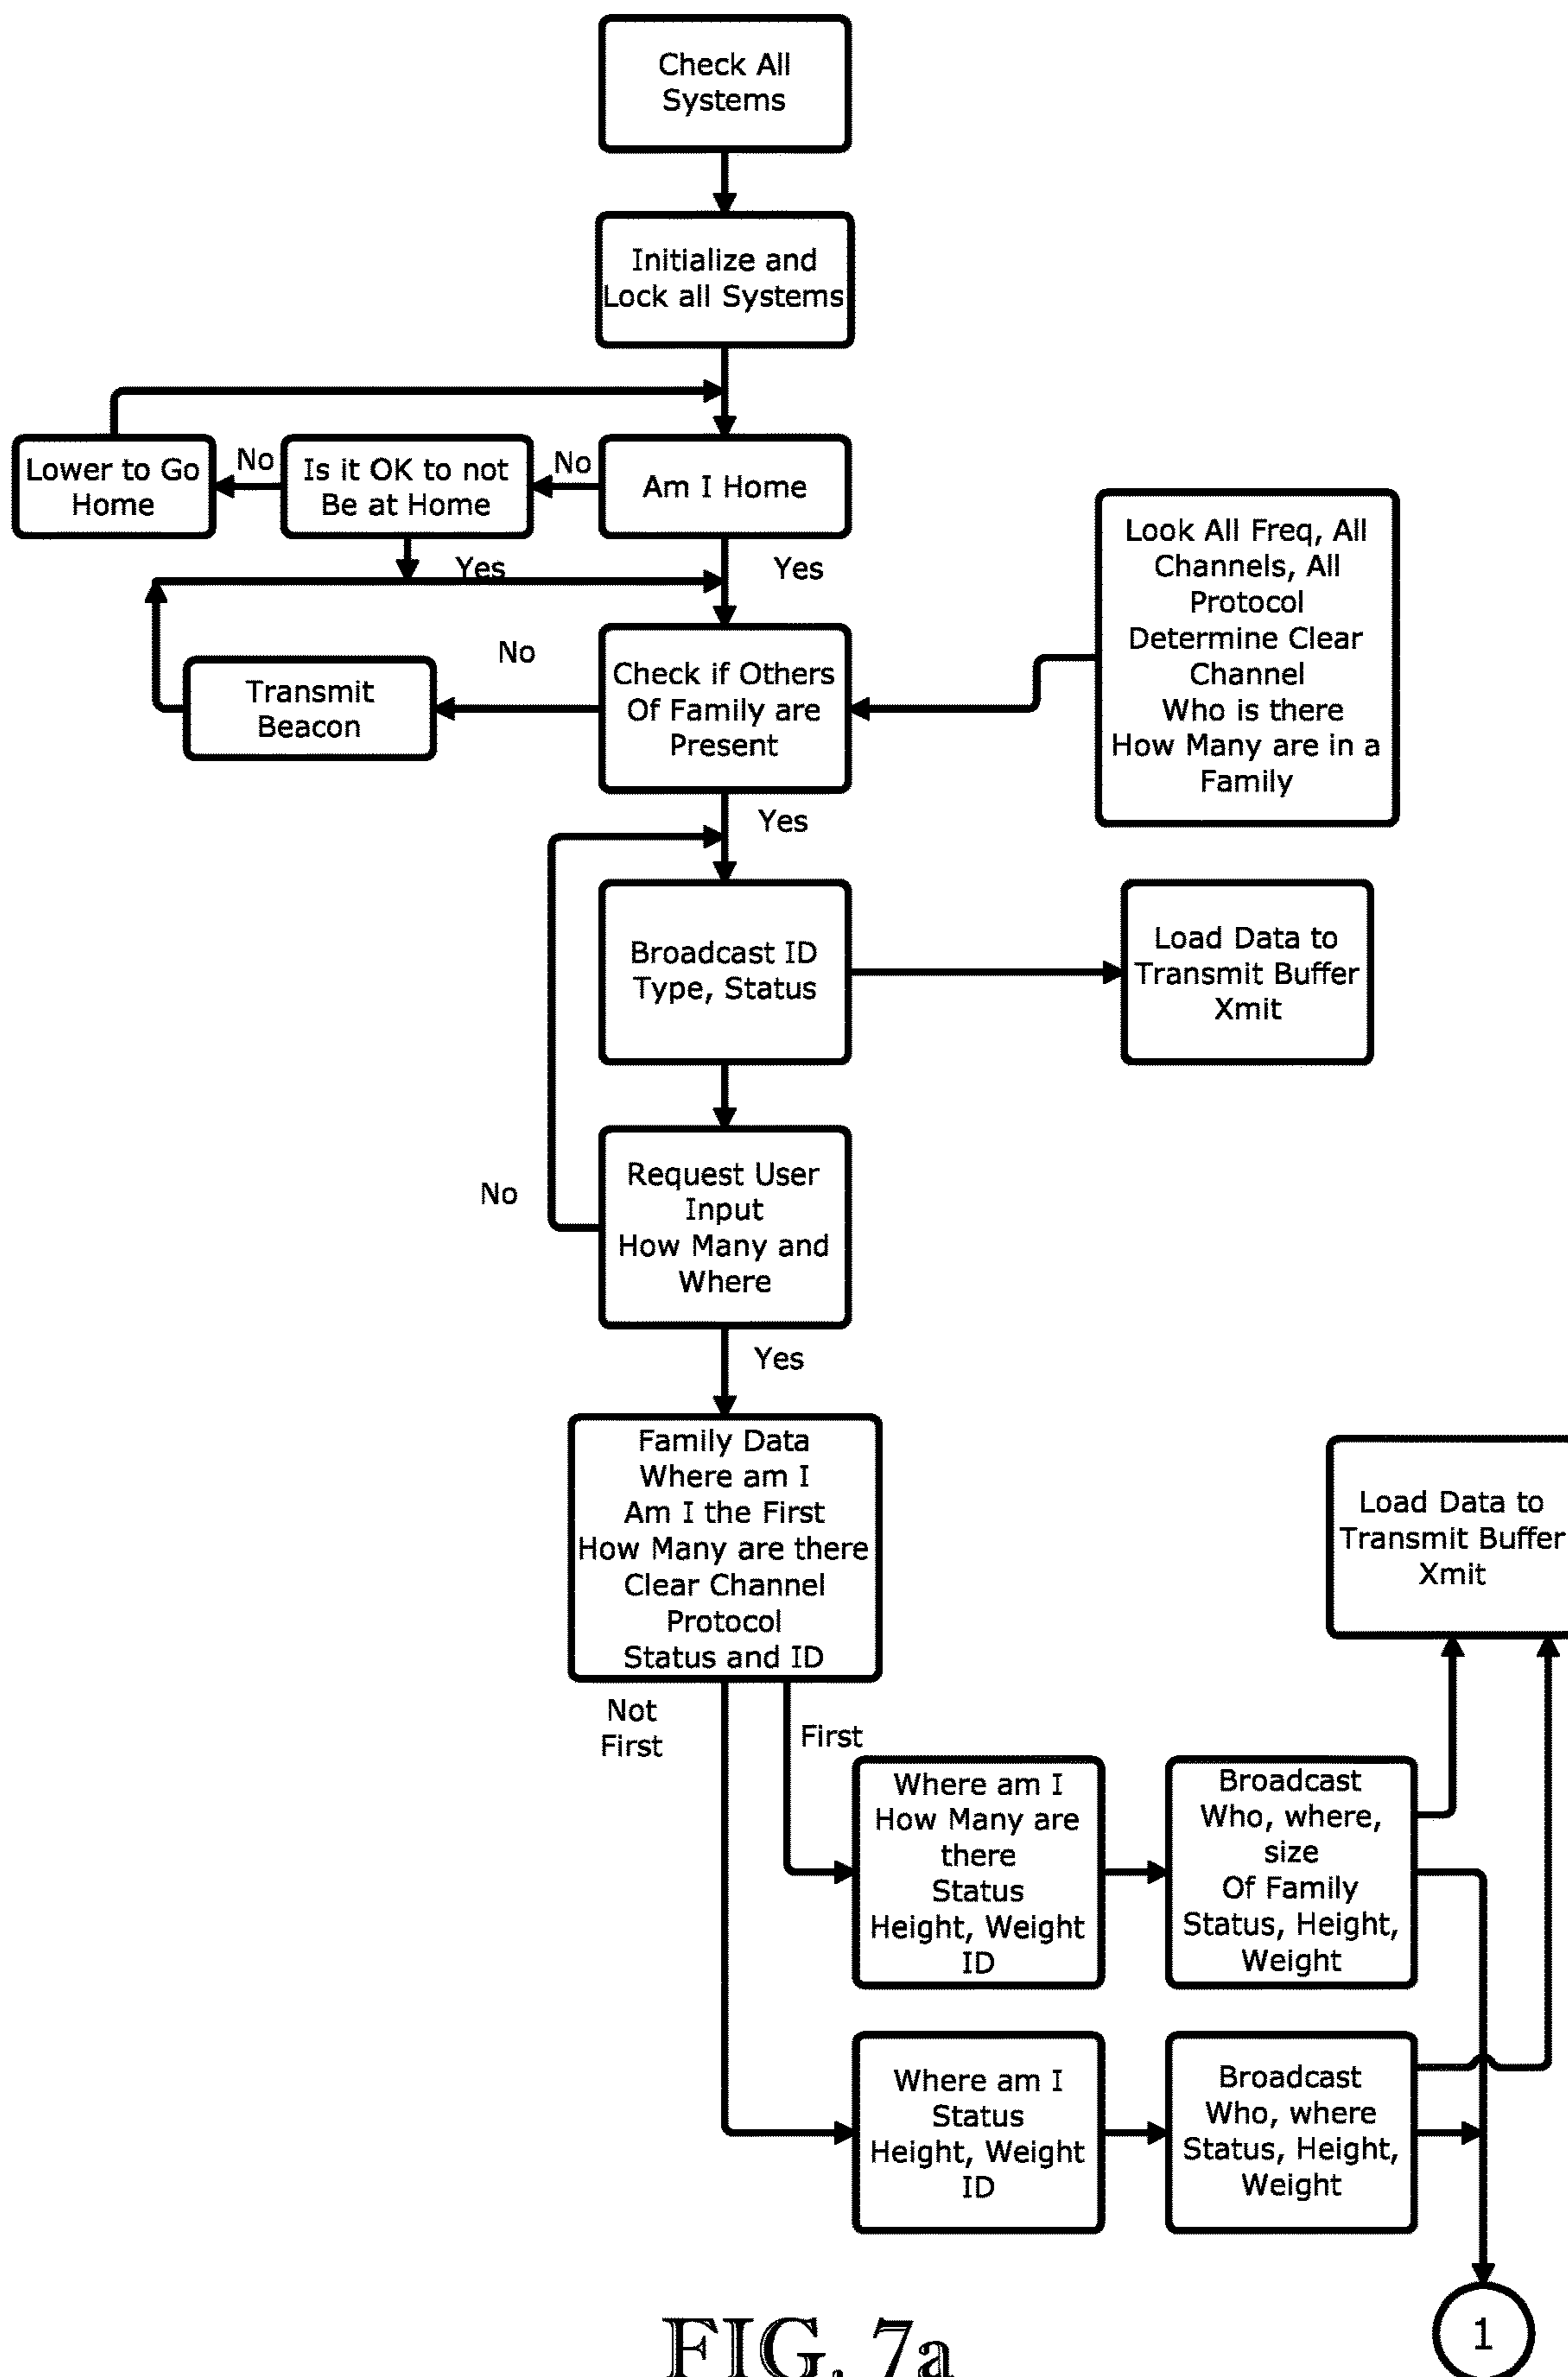 Check All
Systems
Initialize and
Lock all Systems
Lower to Go
Home
No
Is it OK to not
Be at Home
No
Am I Home
Yes
Yes
Look All Freq, All
Channels, All
Protocol
Determine Clear
Channel
Who is there
How Many are in a
Family
No
Transmit
Beacon
Check if Others
Of Family are
Present
Yes
Broadcast ID
Type, Status
Load Data to
Transmit Buffer
Xmit
No
Request User
Input
How Many and
Where
Yes
Family Data
Where am I
Am I the First
How Many are there
Clear Channel
Protocol
Status and ID
Load Data to
Transmit Buffer
Xmit
Not
First
First
Where am I
How Many are
there
Status
Height, Weight
ID
Broadcast
Who, where,
size
Of Family
Status, Height,
Weight
Where am I
Status
Height, Weight
ID
Broadcast
Who, where
Status, Height,
Weight
1
FIG. 7a